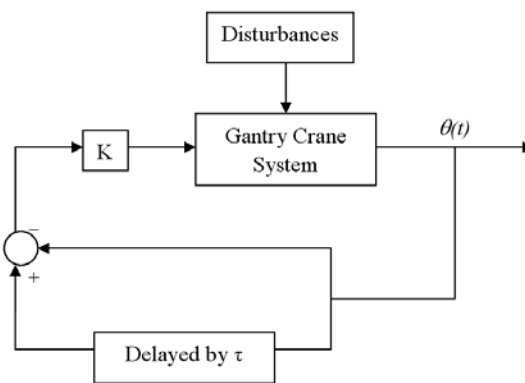 Disturbances
θ(t)
Gantry Crane
System
K
−
+
Delayed by τ